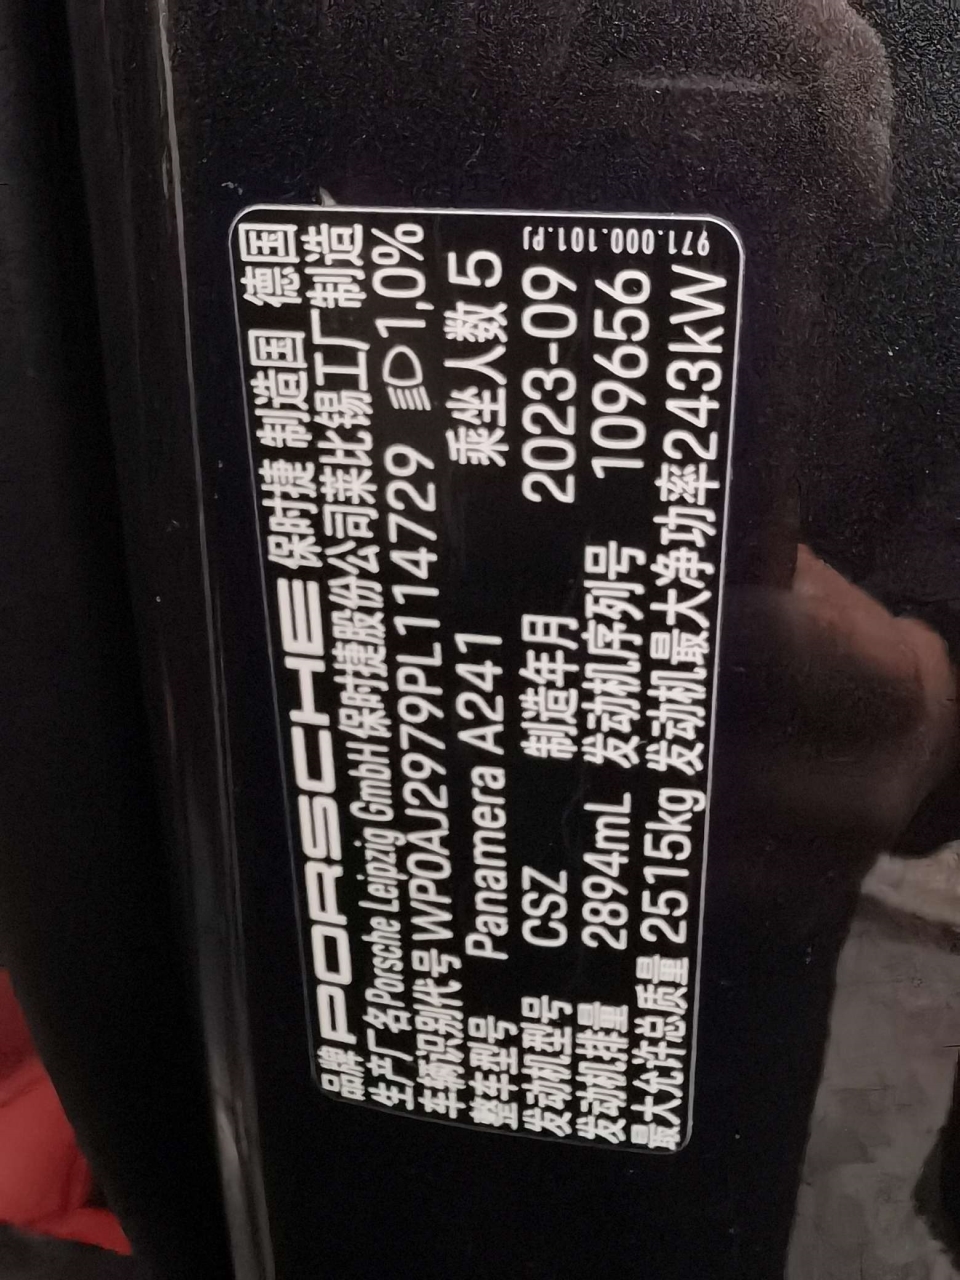 品牌 PORSCHE 保时捷 制造国 德国
生产厂名 Porsche Leipzig GmbH 保时捷股份公司莱比锡工厂制造
车辆识别代号 WP0AJ2979PL114729 1,0%
整车型号 Panamera A241 乘坐人数 5
发动机型号 CSZ 制造年月 2023-09
发动机排量 2894mL 发动机序列号 109656
最大允许总质量 2515kg 发动机最大净功率 243kW
971.000.101.PJ